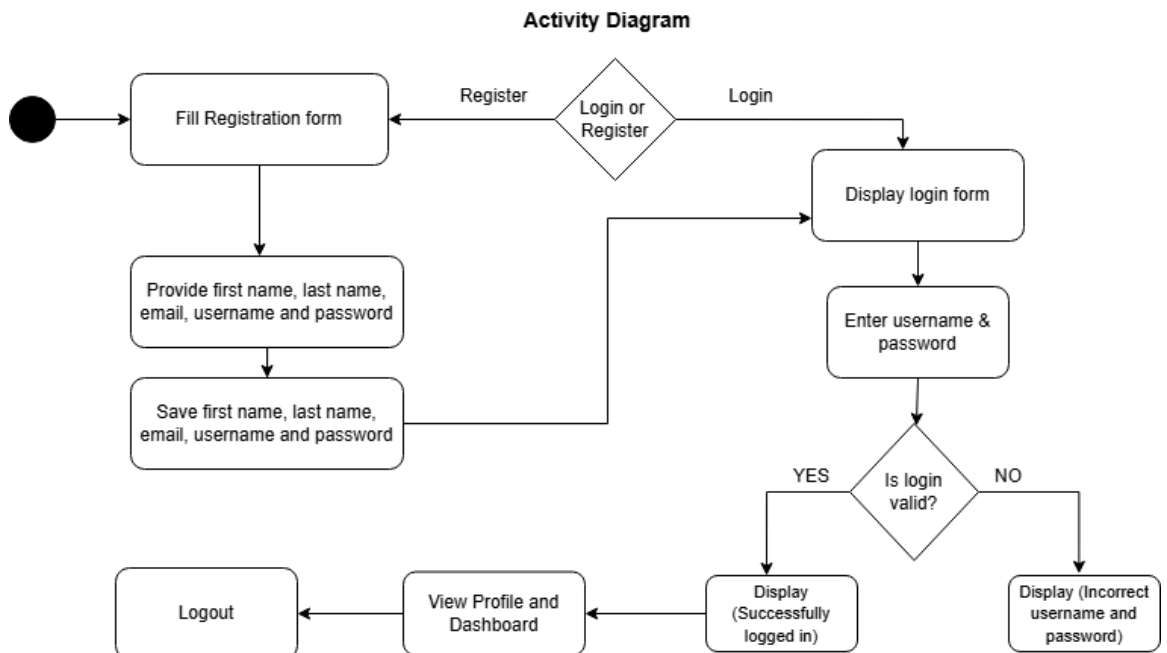 Activity Diagram
Fill Registration form
Register
Login or
Register
Login
Display login form
Provide first name, last name,
email, username and password
Enter username &
password
Save first name, last name,
email, username and password
YES
Is login
valid?
NO
Logout
View Profile and
Dashboard
Display
(Successfully
logged in)
Display (Incorrect
username and
password)